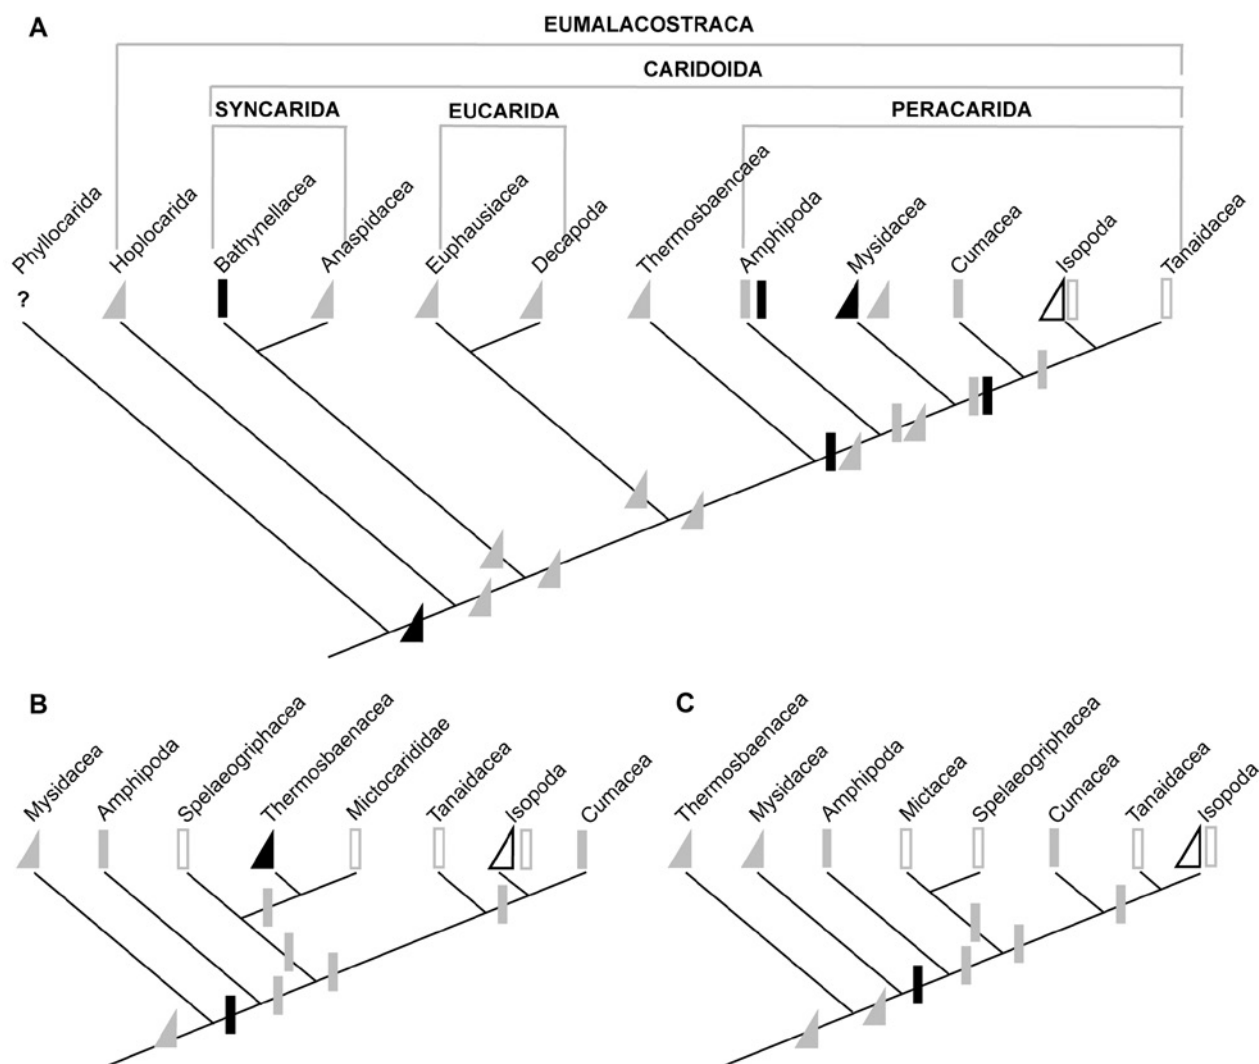 A
EUMALACOSTRACA
CARIDOIDA
SYNCARIDA
EUCARIDA
PERACARIDA
Phyllocarida
Hoplocarida
Bathynellacea
Anaspidacea
Euphausiacea
Decapoda
Thermosbaencaea
Amphipoda
Mysidacea
Cumacea
Isopoda
Tanaidacea
?
B
Mysidacea
Amphipoda
Spelaeogriphacea
Thermosbaenacea
Mictocarididae
Tanaidacea
Isopoda
Cumacea
C
Thermosbaenacea
Mysidacea
Amphipoda
Mictacea
Spelaeogriphacea
Cumacea
Tanaidacea
Isopoda